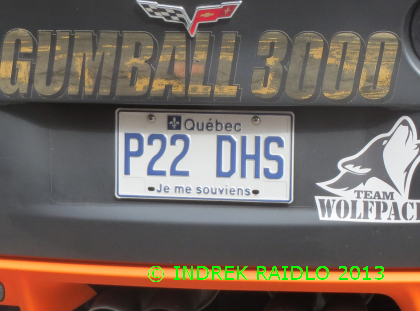 GUMBALL 3000
Québec
P22 DHS
Je me souviens
TEAM
WOLFPACK
© INDREK RAIDLO 2013